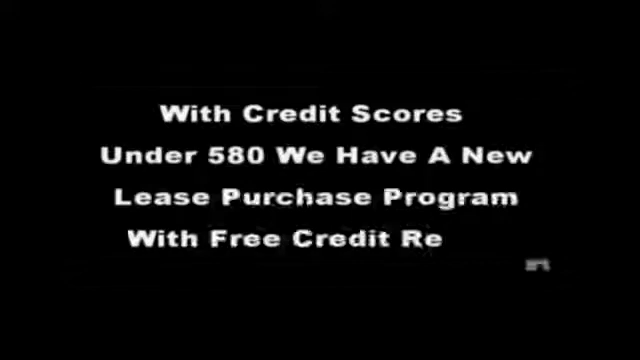 With Credit Scores
Under 580 We Have A New
Lease Purchase Program
With Free Credit Re